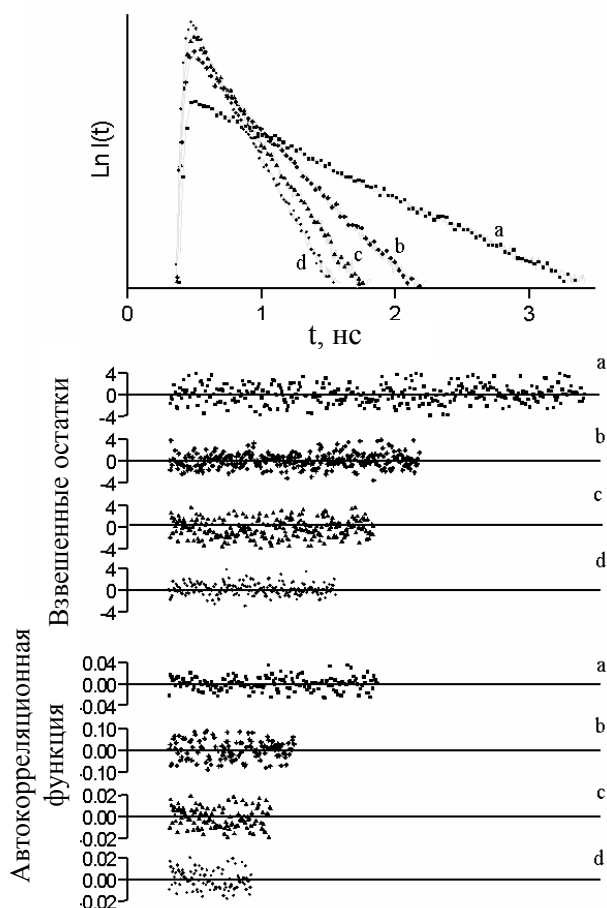 Ln I(t)
a
b
c
d
0
1
2
3
t, нс
Взвешенные остатки
4
0
-4
a
4
0
-4
b
4
0
-4
c
4
0
-4
d
Автокорреляционная
функция
0.04
0.00
-0.04
a
0.10
0.00
-0.10
b
0.02
0.00
-0.02
c
0.02
0.00
-0.02
d